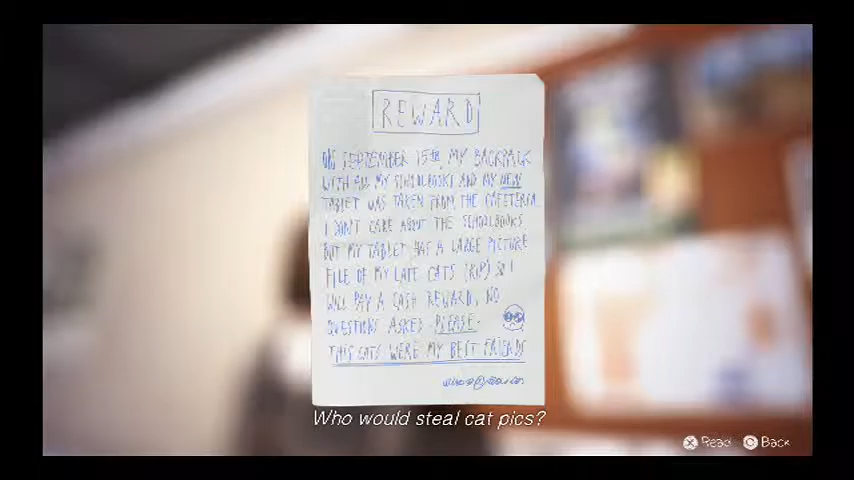 REWARD
ON SEPTEMBER 15th, MY BACKPACK
WITH ALL MY SCHOOLBOOKS AND MY NEW
TABLET WAS TAKEN FROM THE CAFETERIA.
I DON'T CARE ABOUT THE SCHOOLBOOKS
BUT MY TABLET HAS A LARGE PICTURE
FILE OF MY LATE CATS (RIP) SO I
WILL PAY A CASH REWARD, NO
QUESTIONS ASKED. PLEASE.
THIS CATS WERE MY BEST FRIENDS
Who would steal cat pics?
Read Back